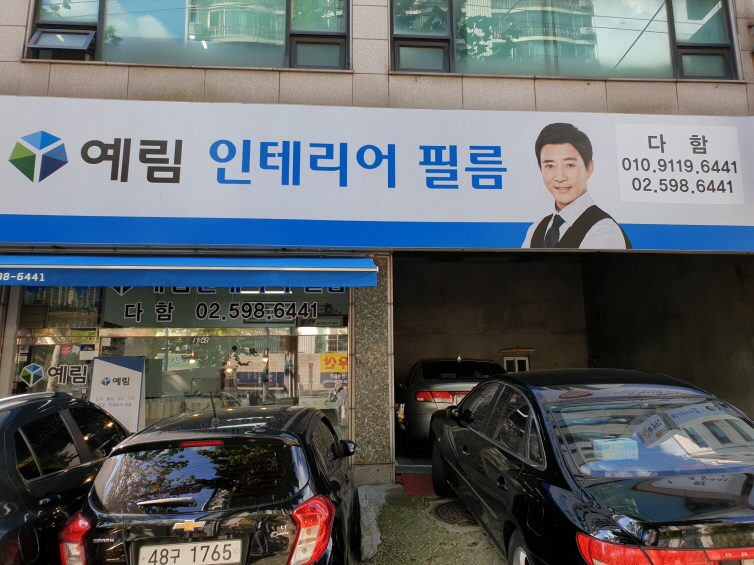 예림 인테리어 필름
다 함
010.9119.6441
02.598.6441
98-6441
다 함 02.598.6441
예림
예림
48구 1765